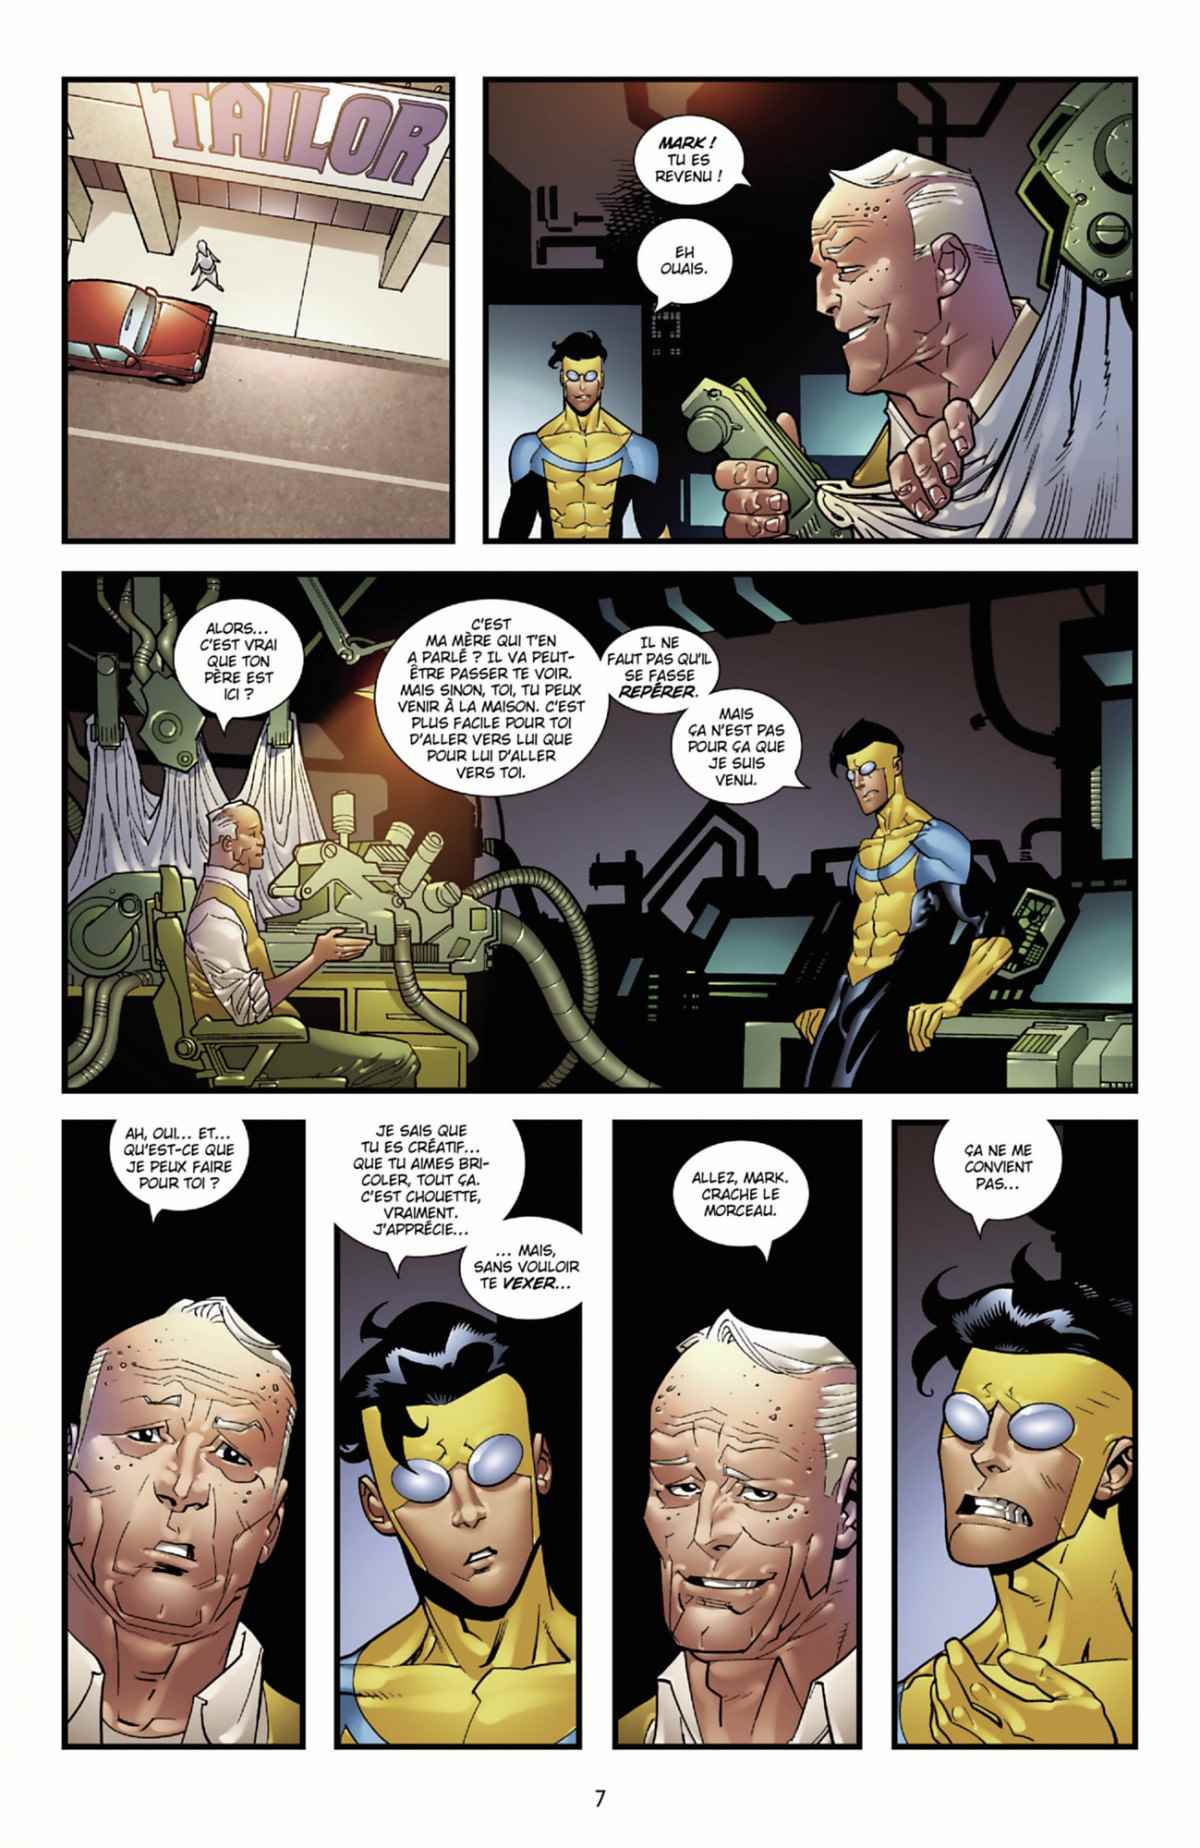 TAILOR
MARK !
TU ES
REVENU !
EH
OUAIS.
ALORS...
C'EST VRAI
QUE TON
PÈRE EST
ICI ?
C'EST
MA MÈRE QUI T'EN
A PARLÉ ? IL VA PEUT-
ÊTRE PASSER TE VOIR.
MAIS SINON, TOI, TU PEUX
VENIR À LA MAISON. C'EST
PLUS FACILE POUR TOI
D'ALLER VERS LUI QUE
POUR LUI D'ALLER
VERS TOI.
IL NE
FAUT PAS QU'IL
SE FASSE
REPÉRER.
MAIS
ÇA N'EST PAS
POUR ÇA QUE
JE SUIS
VENU.
AH, OUI... ET...
QU'EST-CE QUE
JE PEUX FAIRE
POUR TOI ?
JE SAIS QUE
TU ES CRÉATIF...
QUE TU AIMES BRI-
COLER, TOUT ÇA.
C'EST CHOUETTE,
VRAIMENT.
J'APPRÉCIE...
... MAIS,
SANS VOULOIR
TE VEXER...
ALLEZ, MARK.
CRACHE LE
MORCEAU.
ÇA NE ME
CONVIENT
PAS...
7